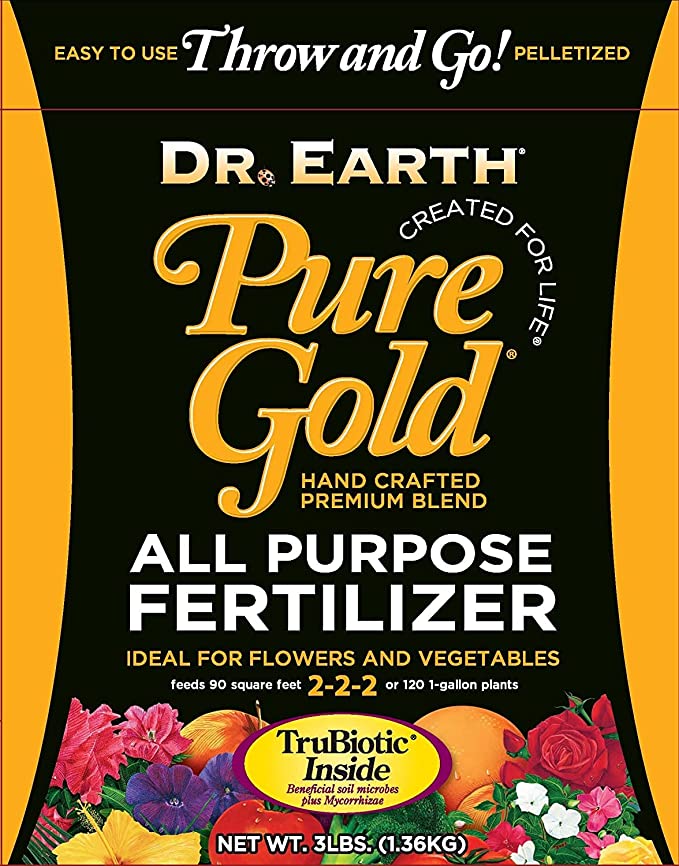 EASY TO USE Throw and Go! PELLETIZED
DR. EARTH®
CREATED FOR LIFE®
Pure
Gold®
HAND CRAFTED
PREMIUM BLEND
ALL PURPOSE
FERTILIZER
IDEAL FOR FLOWERS AND VEGETABLES
feeds 90 square feet 2-2-2 or 120 1-gallon plants
TruBiotic®
Inside
Beneficial soil microbes
plus Mycorrhizae
NET WT. 3LBS. (1.36KG)